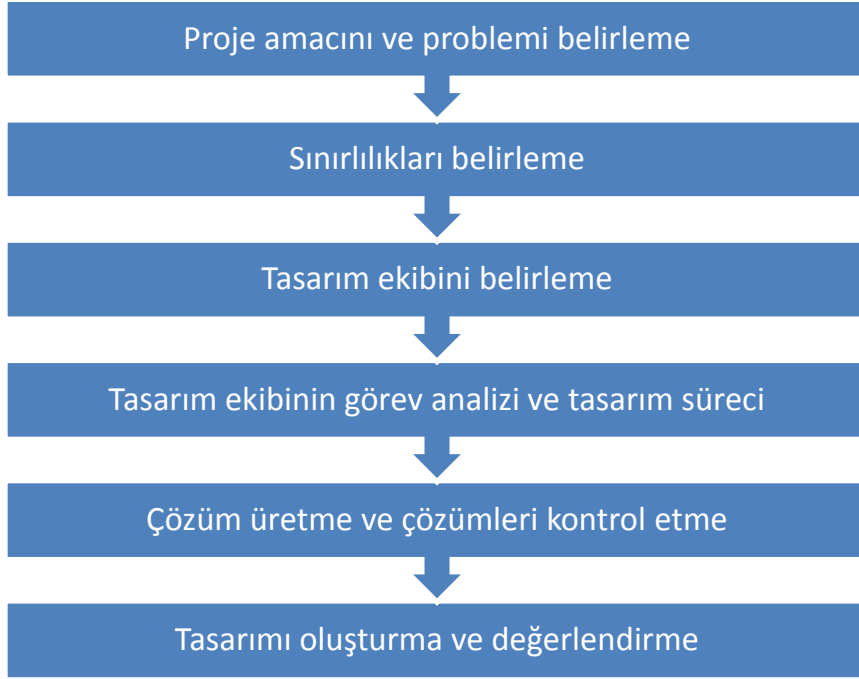 Proje amacını ve problemi belirleme
Sınırlılıkları belirleme
Tasarım ekibini belirleme
Tasarım ekibinin görev analizi ve tasarım süreci
Çözüm üretme ve çözümleri kontrol etme
Tasarımı oluşturma ve değerlendirme